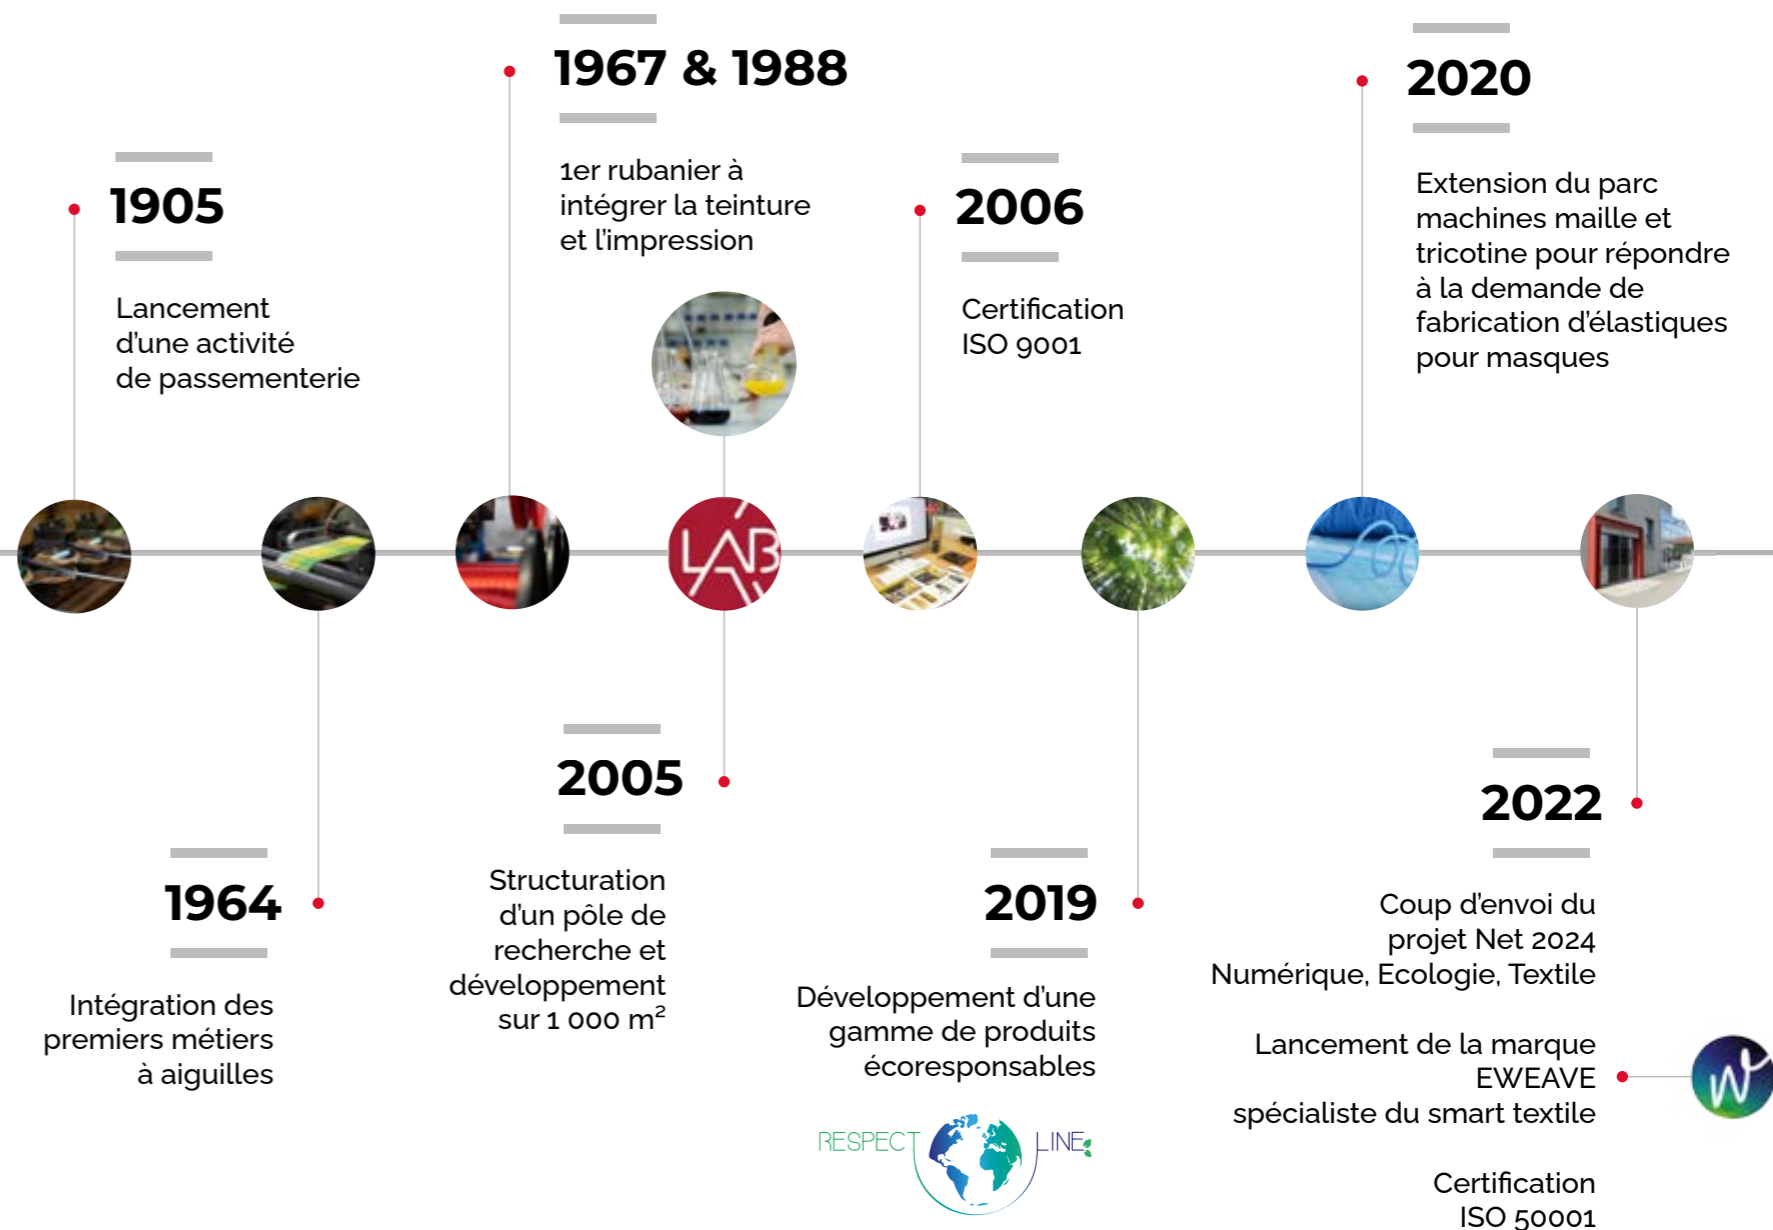 1905
Lancement
d'une activité
de passementerie
1964
Intégration des
premiers métiers
à aiguilles
1967 & 1988
1er rubanier à
intégrer la teinture
et l'impression
LAB
2005
Structuration
d'un pôle de
recherche et
développement
sur 1 000 m²
2006
Certification
ISO 9001
2019
Développement d'une
gamme de produits
écoresponsables
RESPECT LINE
2020
Extension du parc
machines maille et
tricotine pour répondre
à la demande de
fabrication d'élastiques
pour masques
2022
Coup d'envoi du
projet Net 2024
Numérique, Ecologie, Textile
Lancement de la marque
EWEAVE
spécialiste du smart textile
W
Certification
ISO 50001